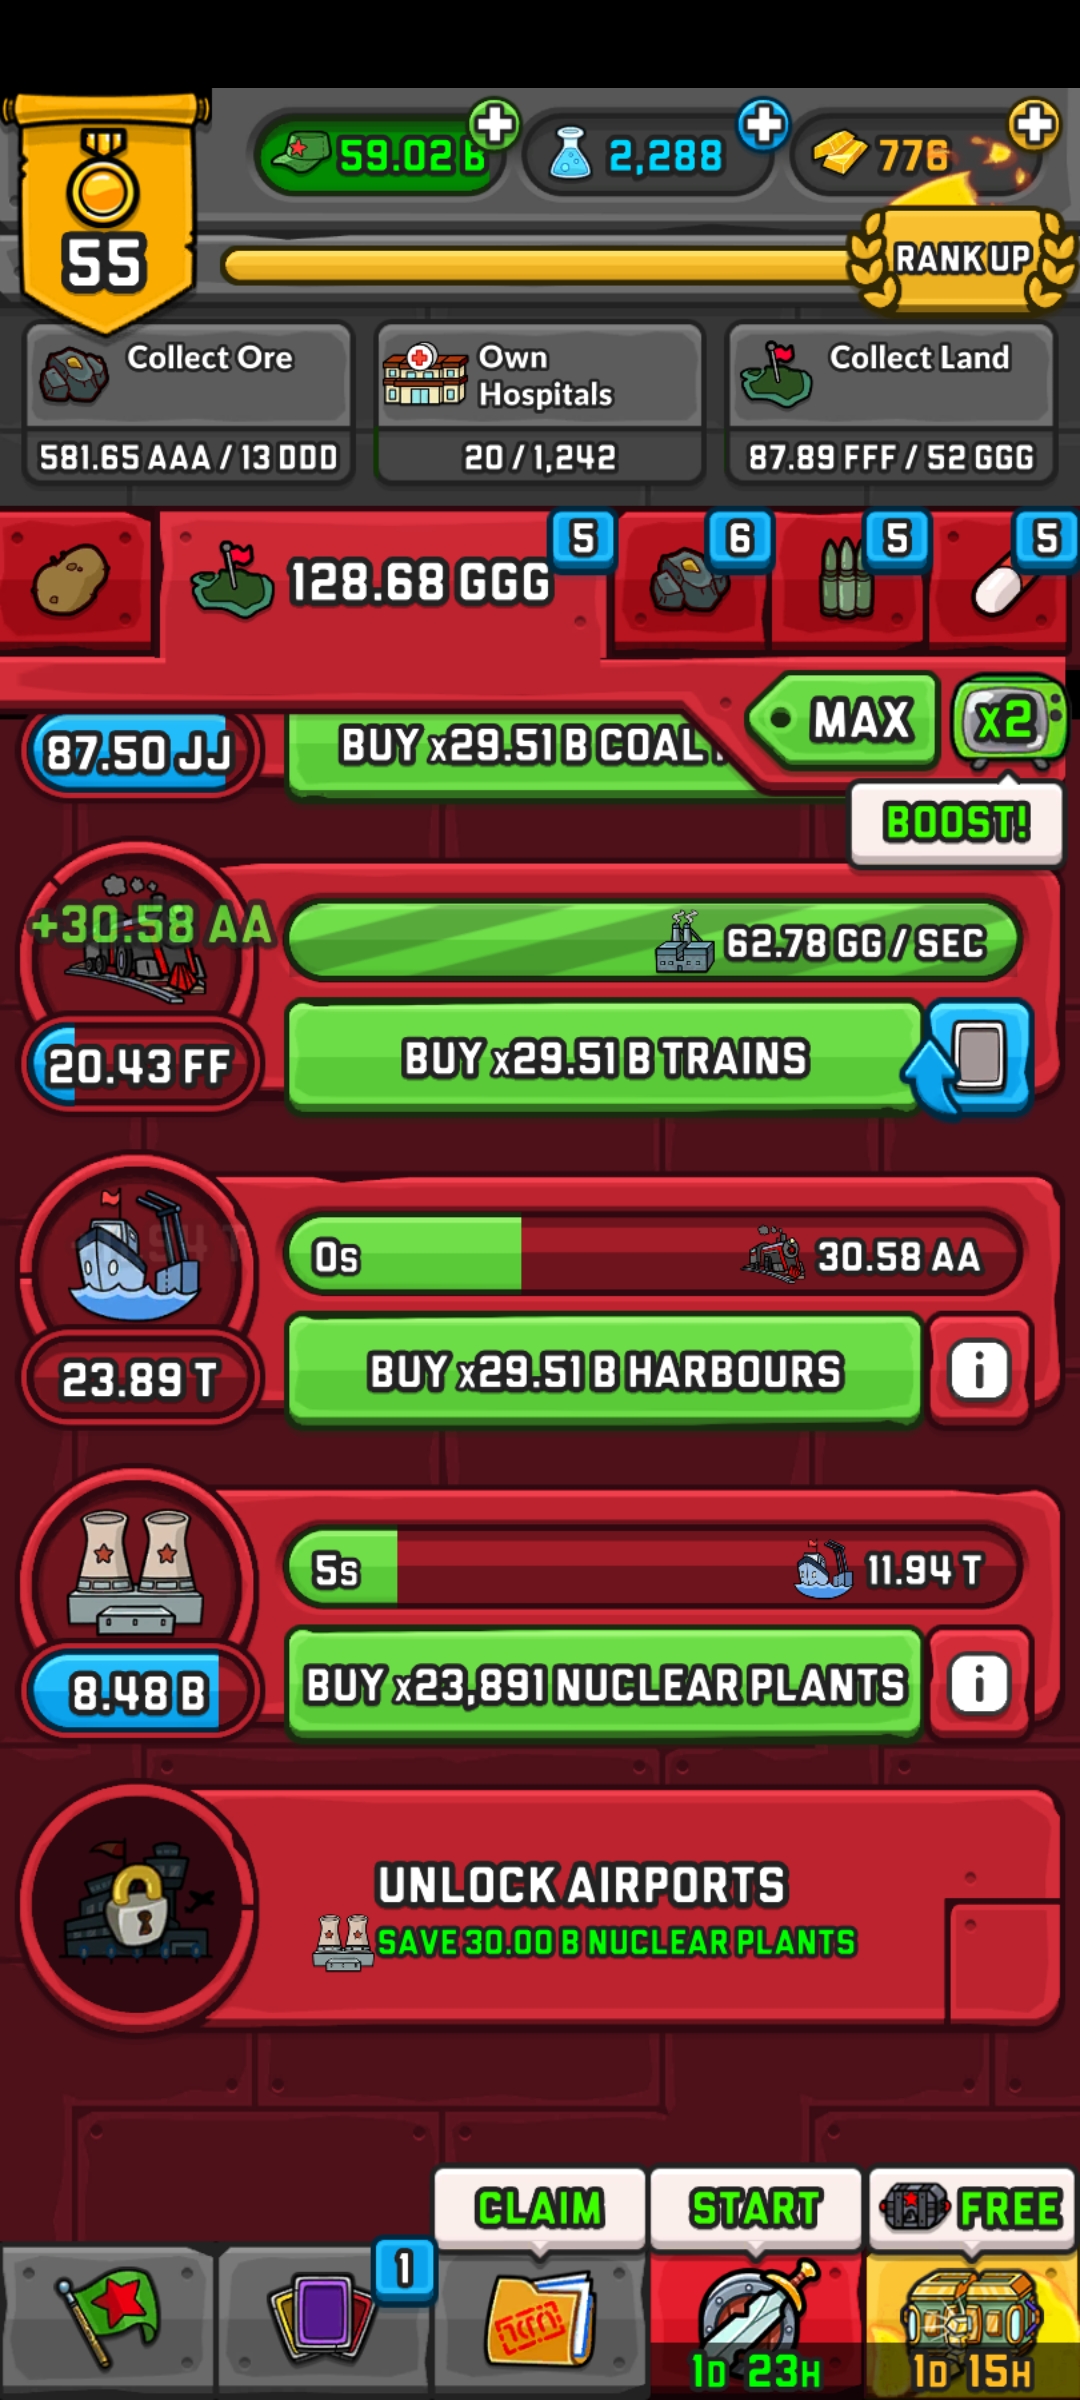 55
59.02 B
2,288
776
RANK UP
Collect Ore
581.65 AAA / 13 DDD
Own
Hospitals
20 / 1,242
Collect Land
87.89 FFF / 52 GGG
128.68 GGG
5
6
5
5
MAX
x2
BOOST!
87.50 JJ
BUY x29.51 B COAL
+30.58 AA
62.78 GG / SEC
20.43 FF
BUY x29.51 B TRAINS
0s
30.58 AA
23.89 T
BUY x29.51 B HARBOURS
i
5s
11.94 T
8.48 B
BUY x23,891 NUCLEAR PLANTS
i
UNLOCK AIRPORTS
SAVE 30.00 B NUCLEAR PLANTS
CLAIM
START
FREE
1
1D 23H
1D 15H